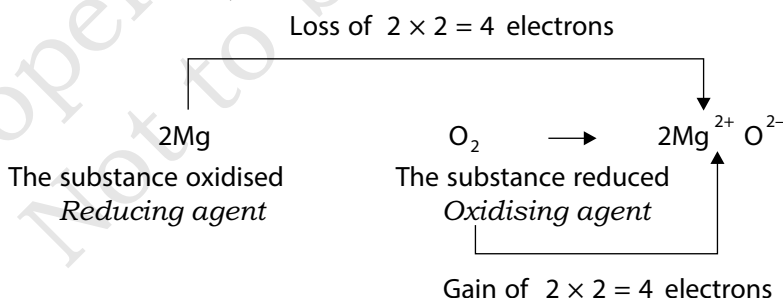 Loss of 2 × 2 = 4 electrons
2Mg O₂ → 2Mg²⁺ O²⁻
The substance oxidised The substance reduced
Reducing agent Oxidising agent
Gain of 2 × 2 = 4 electrons